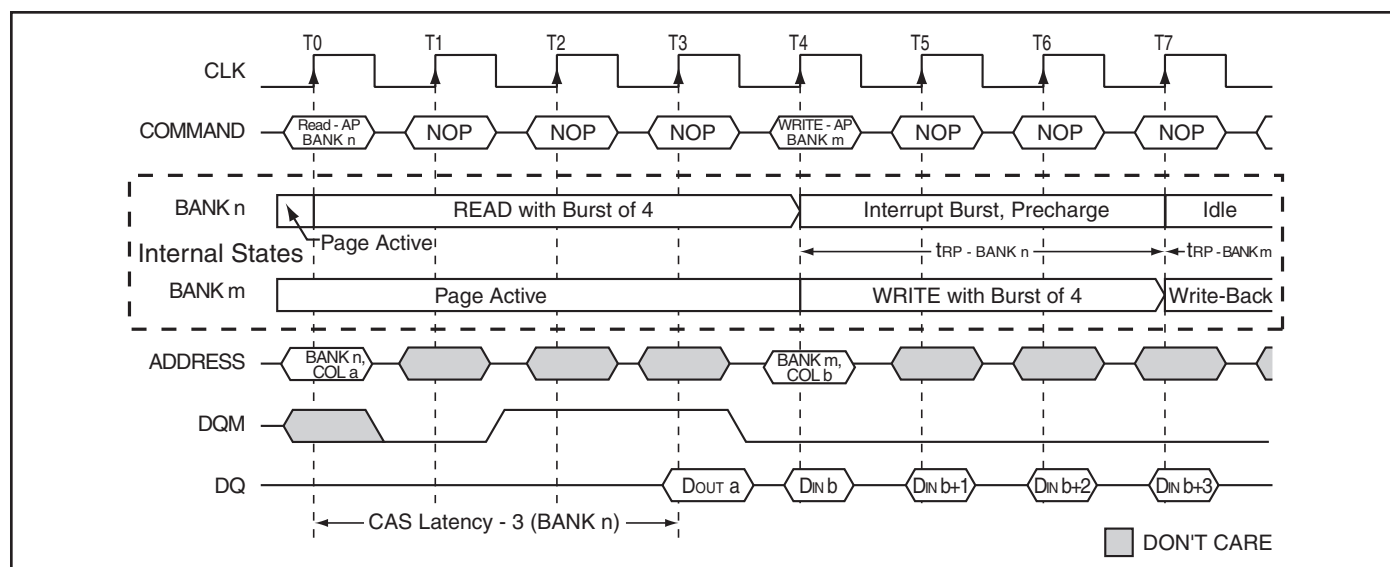 T0 T1 T2 T3 T4 T5 T6 T7
CLK
COMMAND Read - AP BANK n NOP NOP NOP WRITE - AP BANK m NOP NOP NOP
BANK n READ with Burst of 4 Interrupt Burst, Precharge Idle
Page Active
Internal States tRP - BANK n tRP - BANK m
BANK m Page Active WRITE with Burst of 4 Write-Back
ADDRESS BANK n, COL a BANK m, COL b
DQM
DQ DOUT a DIN b DIN b+1 DIN b+2 DIN b+3
CAS Latency - 3 (BANK n)
DON'T CARE